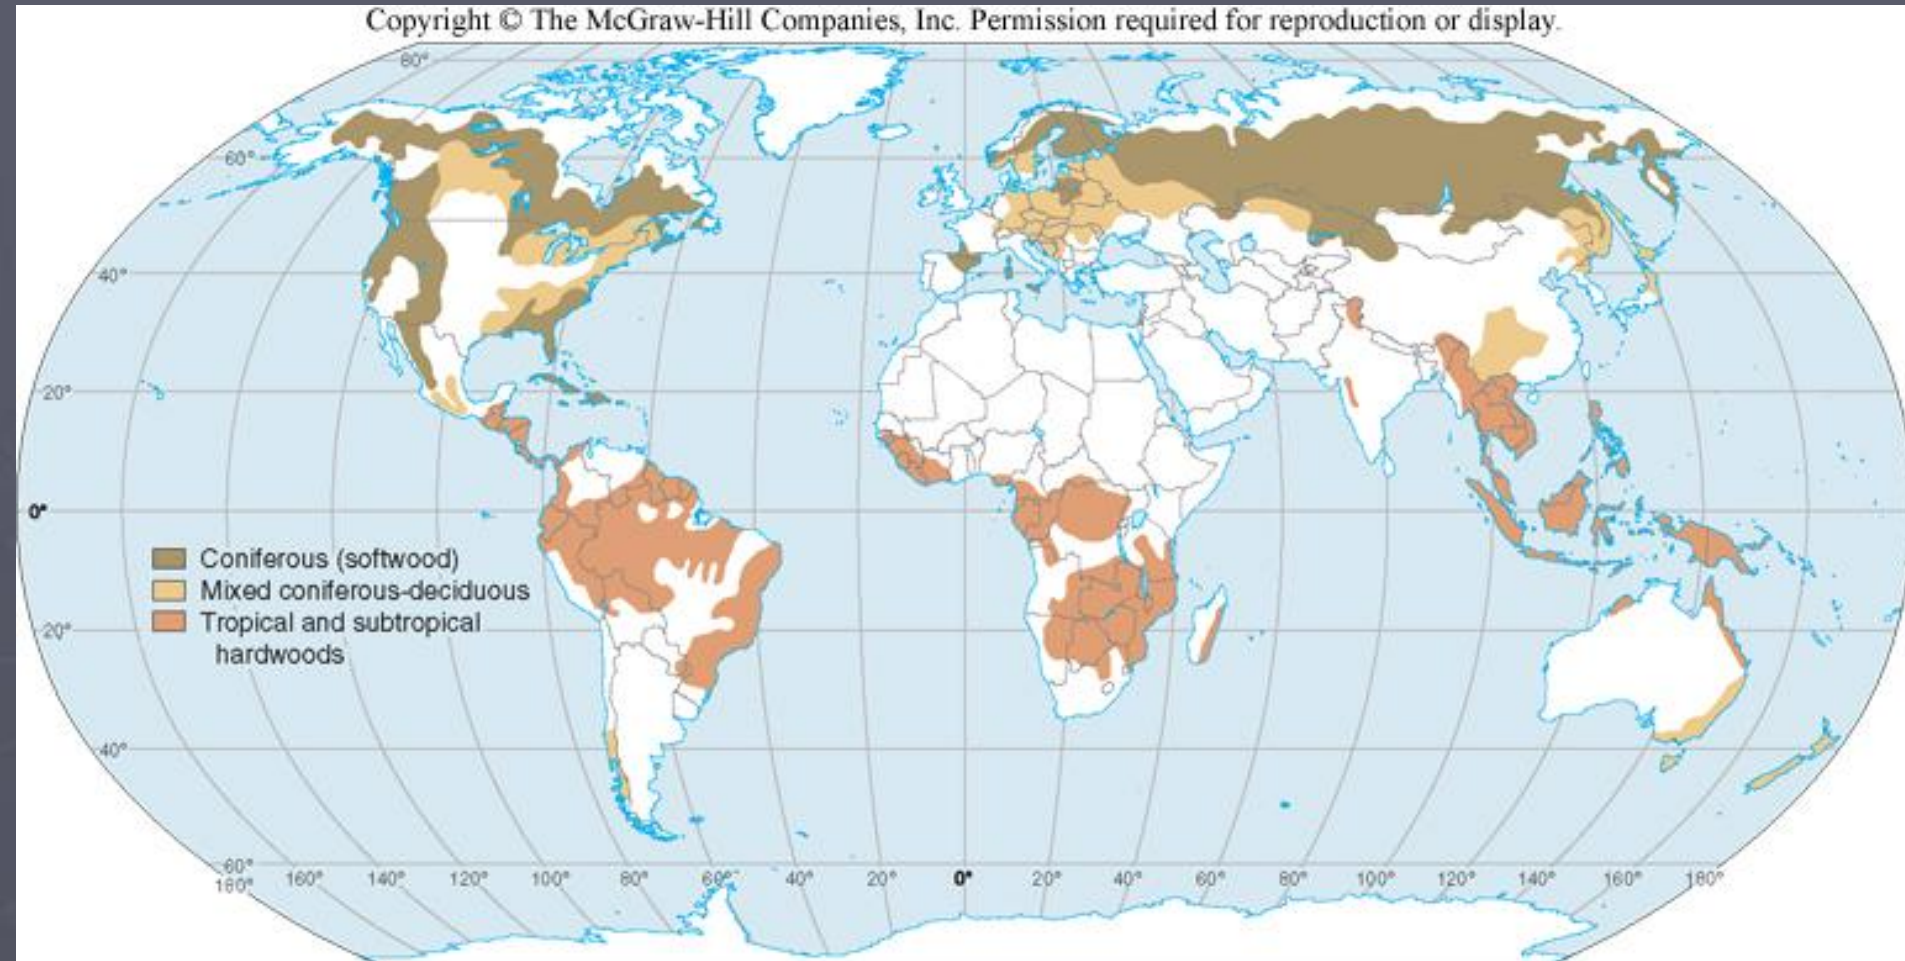 Copyright © The McGraw-Hill Companies, Inc. Permission required for reproduction or display.
80°
60°
40°
20°
0°
Coniferous (softwood)
Mixed coniferous-deciduous
Tropical and subtropical
hardwoods
20°
40°
60°
180° 160° 140° 120° 100° 80° 60° 40° 20° 0° 20° 40° 60° 80° 100° 120° 140° 160° 180°